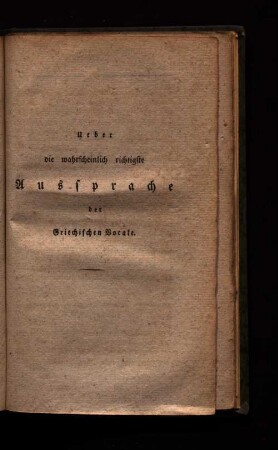 Ueber
die wahrscheinlich richtigste
Aussprache
der
Griechischen Vocale.